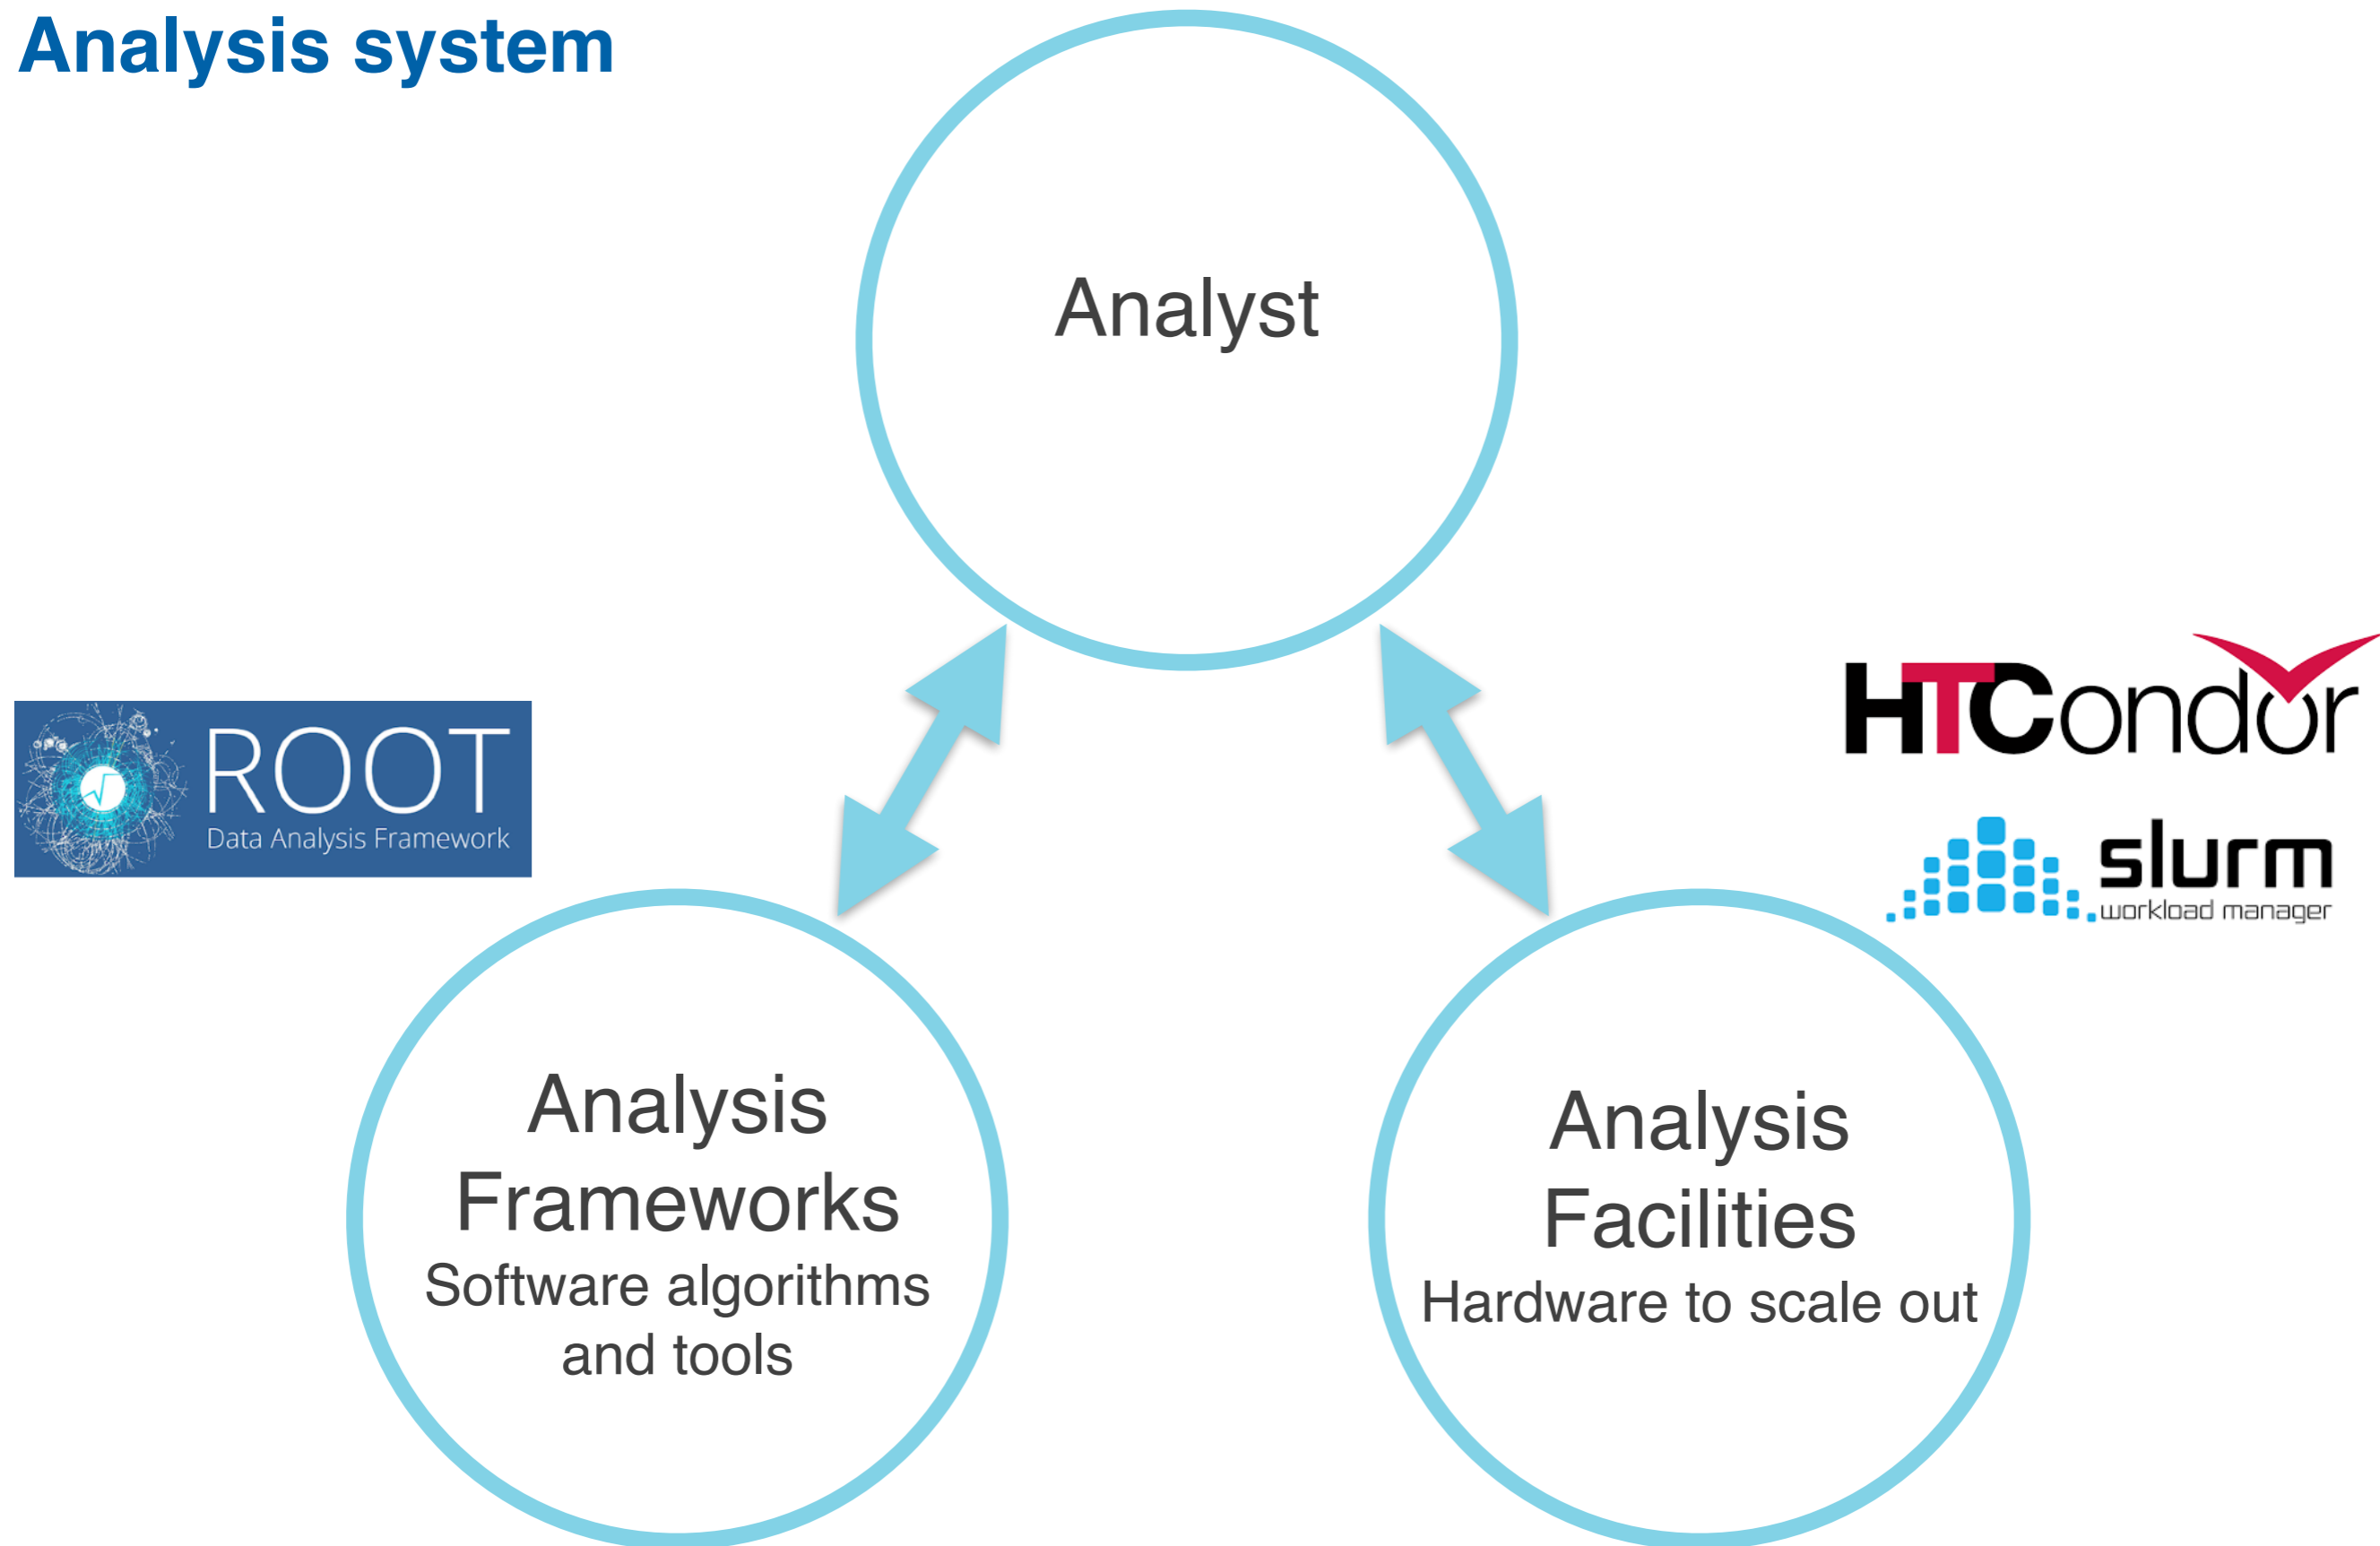 Analysis system
Analyst
ROOT
Data Analysis Framework
HTCondor
slurm
workload manager
Analysis
Frameworks
Software algorithms
and tools
Analysis
Facilities
Hardware to scale out